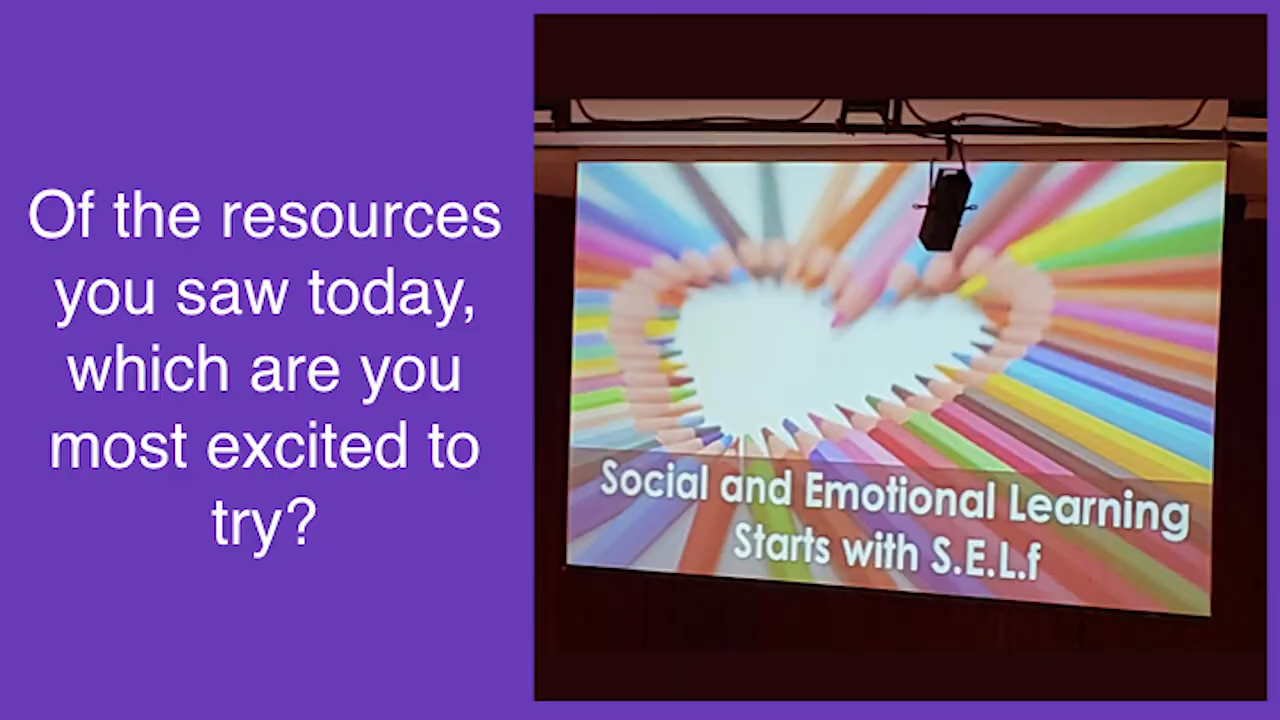 Of the resources
you saw today,
which are you
most excited to
try?
Social and Emotional Learning
Starts with S.E.L.f